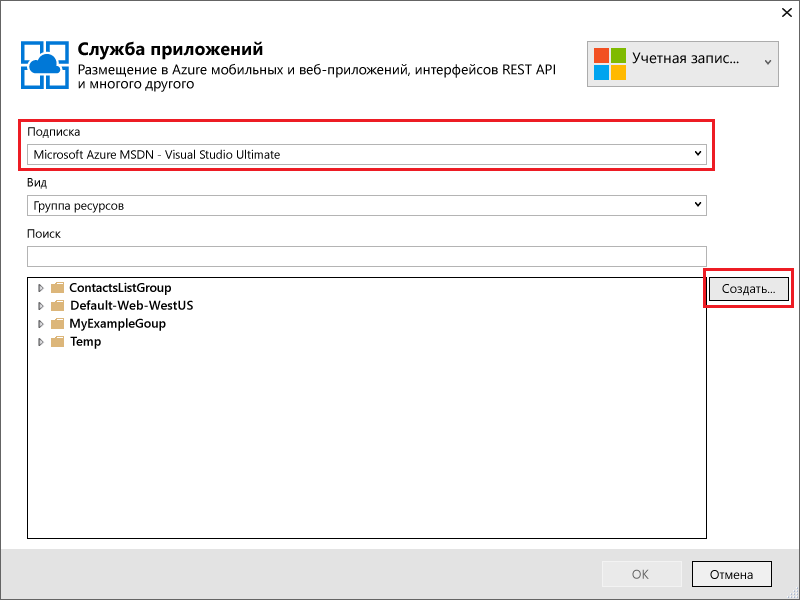 Служба приложений
Размещение в Azure мобильных и веб-приложений, интерфейсов REST API
и многого другого
Учетная запис...
Подписка
Microsoft Azure MSDN - Visual Studio Ultimate
Вид
Группа ресурсов
Поиск
ContactsListGroup
Создать...
Default-Web-WestUS
MyExampleGoup
Temp
OK
Отмена